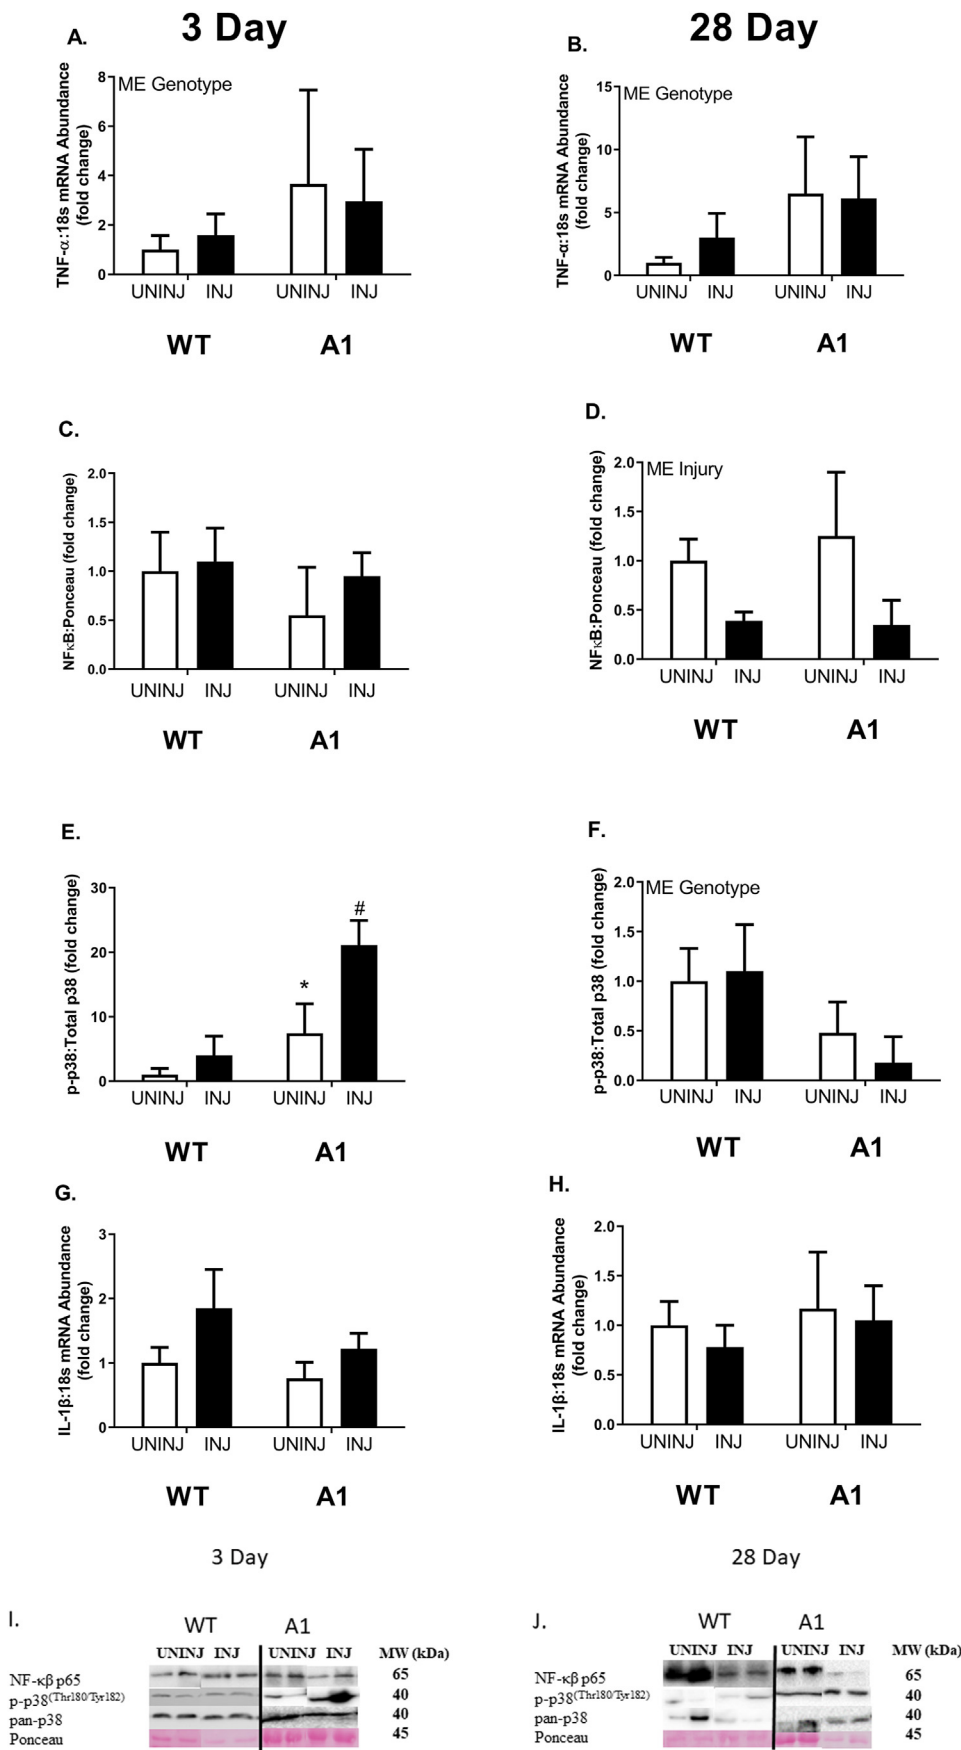 3 Day
28 Day
A.
TNF-α:18s mRNA Abundance
(fold change)
ME Genotype
8
6
4
2
0
UNINJ INJ UNINJ INJ
WT A1
B.
TNF-α:18s mRNA Abundance
(fold change)
ME Genotype
15
10
5
0
UNINJ INJ UNINJ INJ
WT A1
C.
NFκB:Ponceau (fold change)
2.0
1.5
1.0
0.5
0.0
UNINJ INJ UNINJ INJ
WT A1
D.
NFκB:Ponceau (fold change)
ME Injury
2.0
1.5
1.0
0.5
0.0
UNINJ INJ UNINJ INJ
WT A1
E.
p-p38:Total p38 (fold change)
30
20
10
0
*
#
UNINJ INJ UNINJ INJ
WT A1
F.
p-p38:Total p38 (fold change)
ME Genotype
2.0
1.5
1.0
0.5
0.0
UNINJ INJ UNINJ INJ
WT A1
G.
IL-1β:18s mRNA Abundance
(fold change)
3
2
1
0
UNINJ INJ UNINJ INJ
WT A1
H.
IL-1β:18s mRNA Abundance
(fold change)
2.0
1.5
1.0
0.5
0.0
UNINJ INJ UNINJ INJ
WT A1
3 Day
I.
WT A1
UNINJ INJ UNINJ INJ MW (kDa)
NF-κβ p65 65
p-p38(Thr180/Tyr182) 40
pan-p38 40
Ponceau 45
28 Day
J.
WT A1
UNINJ INJ UNINJ INJ MW (kDa)
NF-κβ p65 65
p-p38(Thr180/Tyr182) 40
pan-p38 40
Ponceau 45